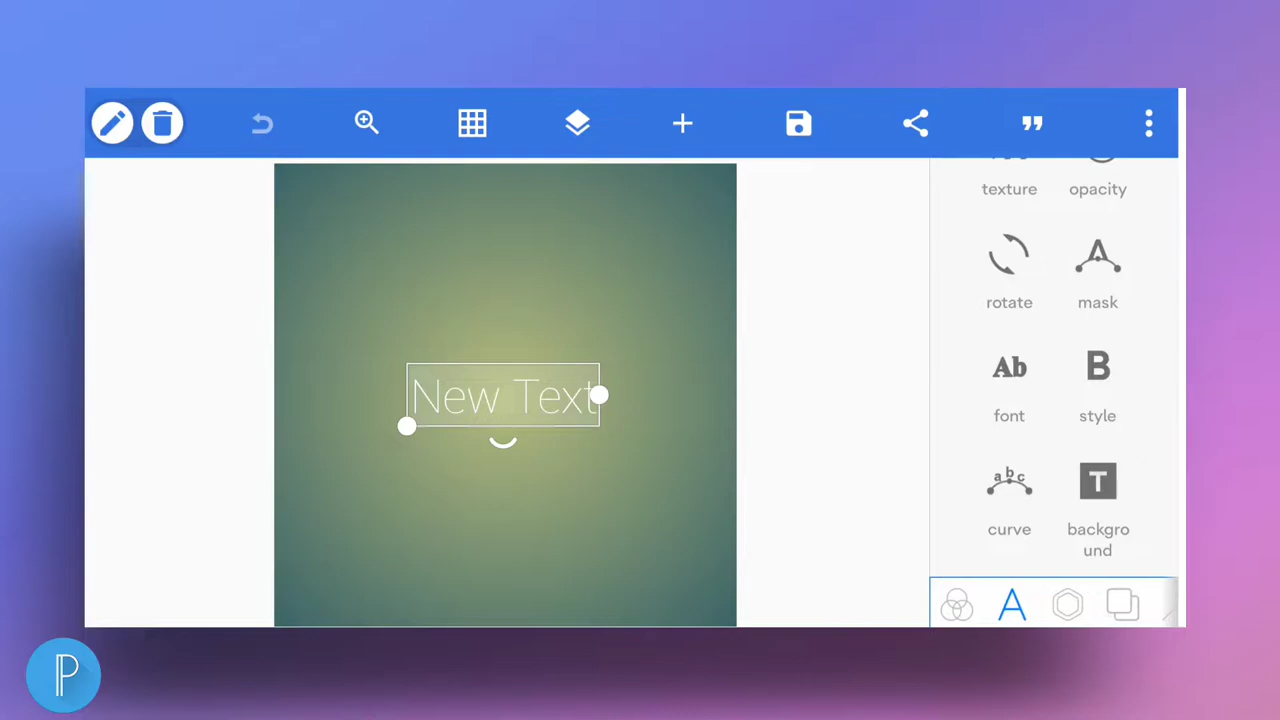 texture opacity
rotate mask
New Text
Ab B
font style
abc T
curve backgro
und
A
P